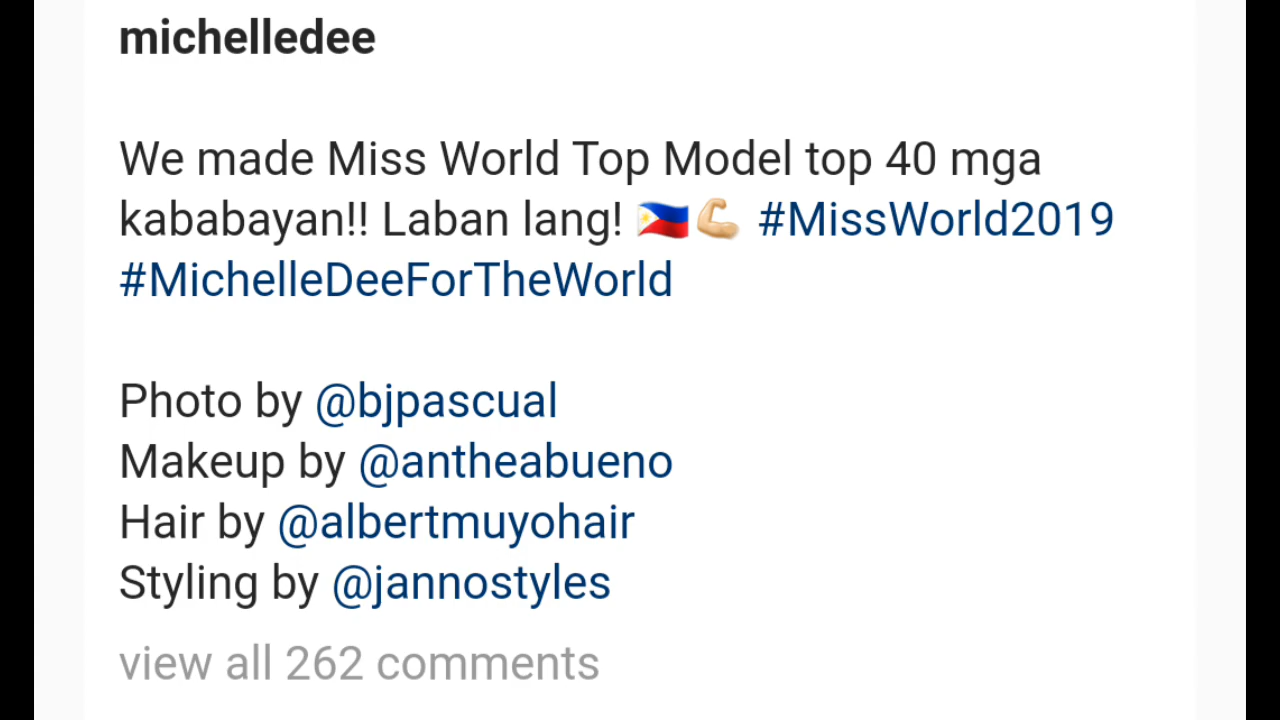 michelledee
We made Miss World Top Model top 40 mga
kababayan!! Laban lang! 🇵🇭💪🏼 #MissWorld2019
#MichelleDeeForTheWorld
Photo by @bjpascual
Makeup by @antheabueno
Hair by @albertmuyohair
Styling by @jannostyles
view all 262 comments